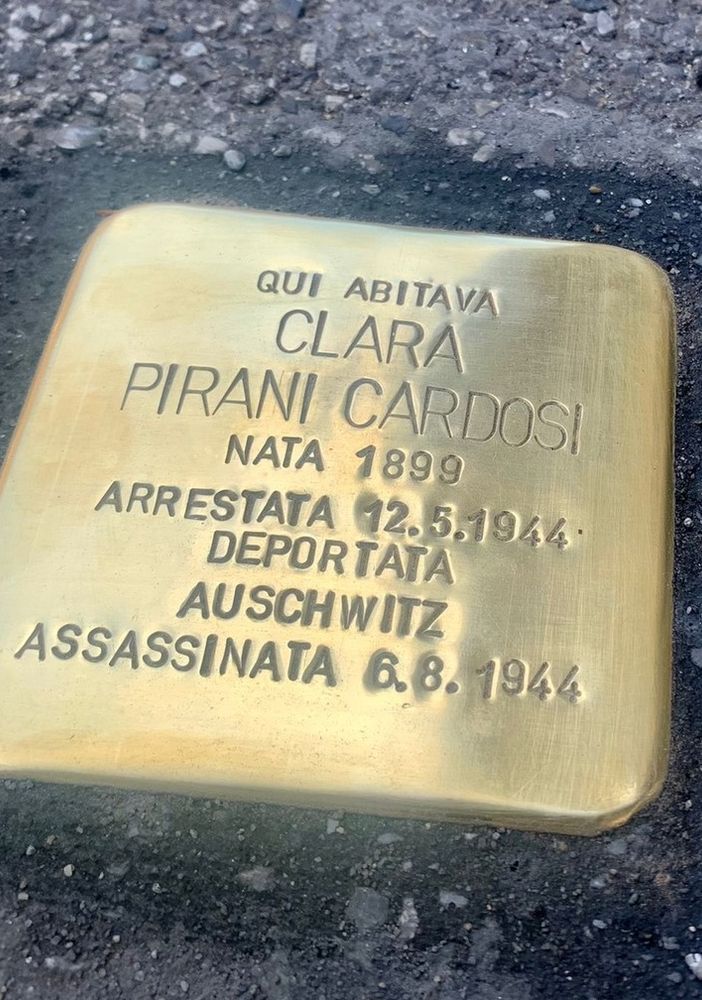 QUI ABITAVA
CLARA
PIRANI CARDOSI
NATA 1899
ARRESTATA 12.5.1944
DEPORTATA
AUSCHWITZ
ASSASSINATA 6.8.1944